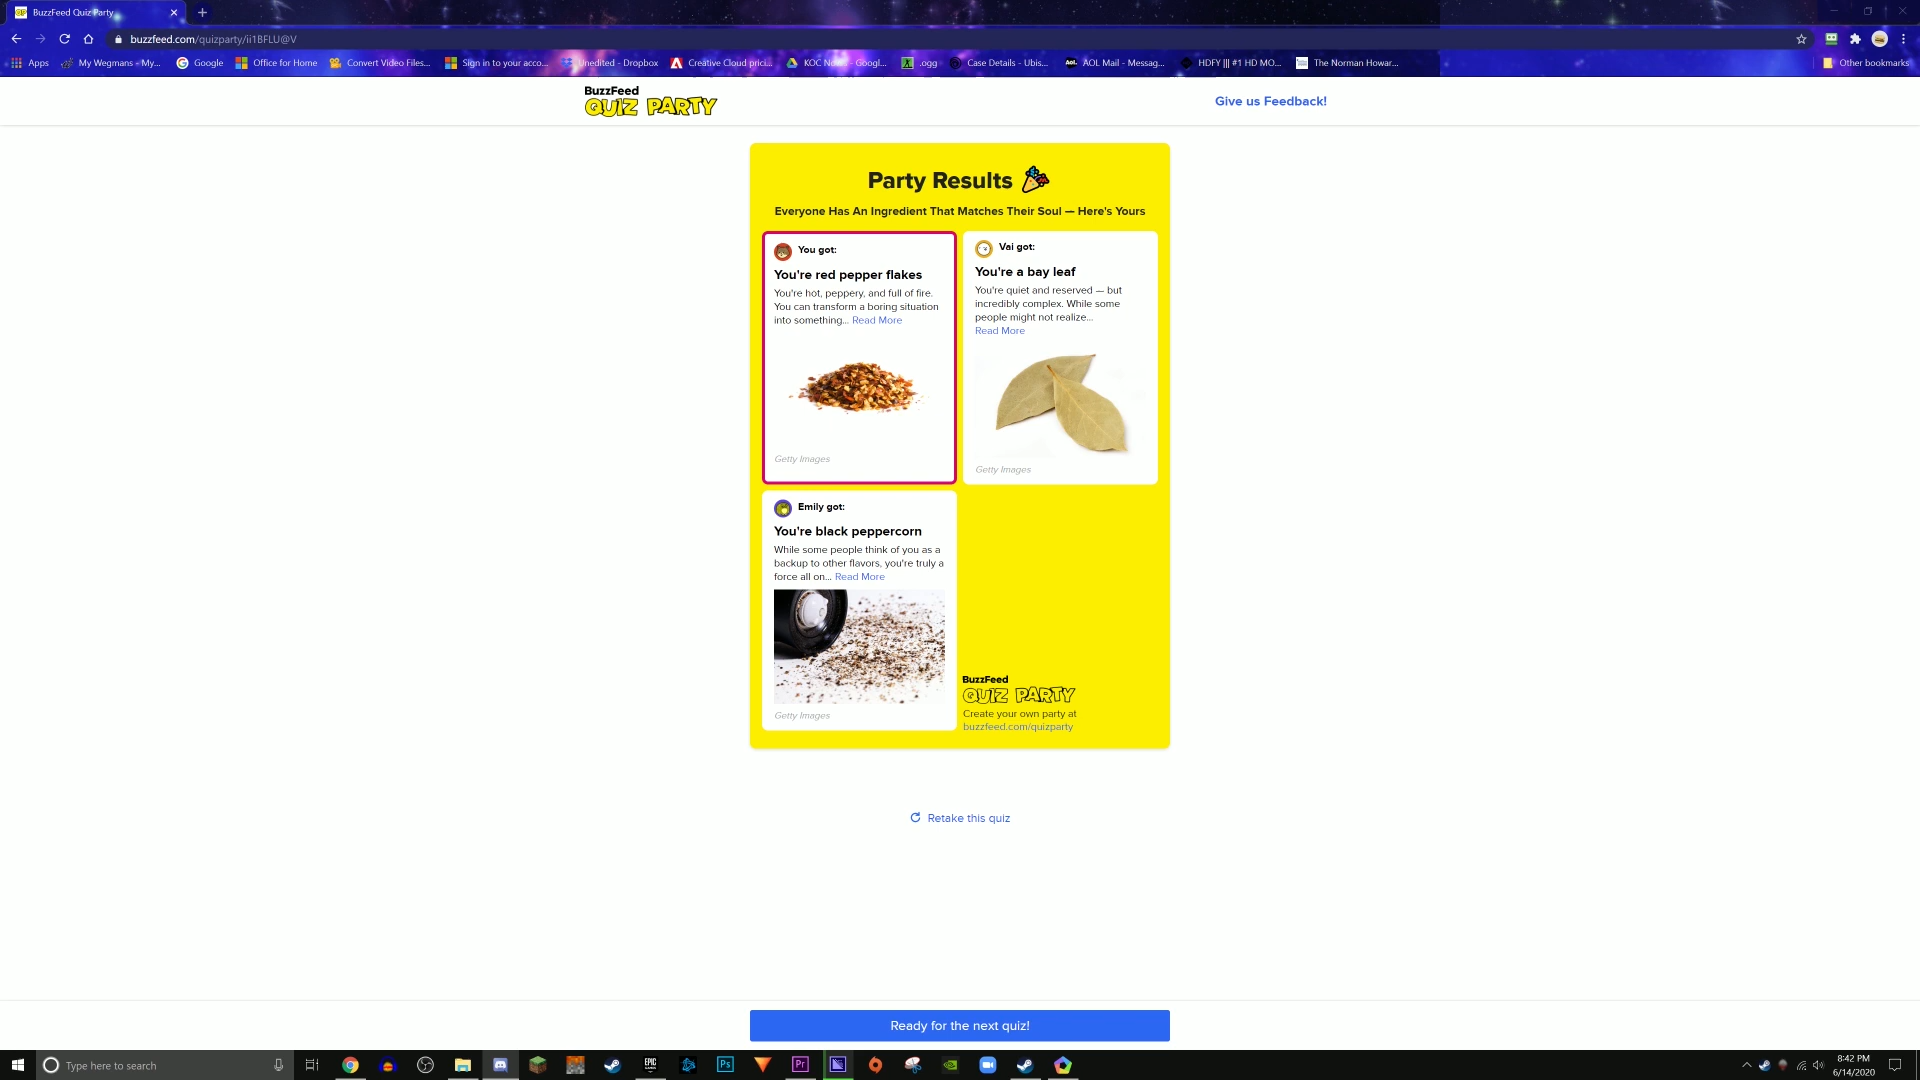 BuzzFeed Quiz Party
buzzfeed.com/quizparty/ii1BFLU@V
Apps
My Wegmans - My...
Google
Office for Home
Convert Video Files...
Sign in to your acco...
Unedited - Dropbox
Creative Cloud prici...
.ogg
Case Details - Ubis...
AOL Mail - Messag...
HDFY ||| #1 HD MO...
The Norman Howar...
Other bookmarks
BuzzFeed
QUIZ PARTY
Give us Feedback!
Party Results
Everyone Has An Ingredient That Matches Their Soul — Here's Yours
You got:
You're red pepper flakes
You're hot, peppery, and full of fire.
You can transform a boring situation
into something... Read More
Getty Images
Vai got:
You're a bay leaf
You're quiet and reserved — but
incredibly complex. While some
people might not realize...
Read More
Getty Images
Emily got:
You're black peppercorn
While some people think of you as a
backup to other flavors, you're truly a
force all on... Read More
Getty Images
BuzzFeed
QUIZ PARTY
Create your own party at
buzzfeed.com/quizparty
Retake this quiz
Ready for the next quiz!
Type here to search
EPIC GAMES
Ps
Pr
8:42 PM
6/14/2020